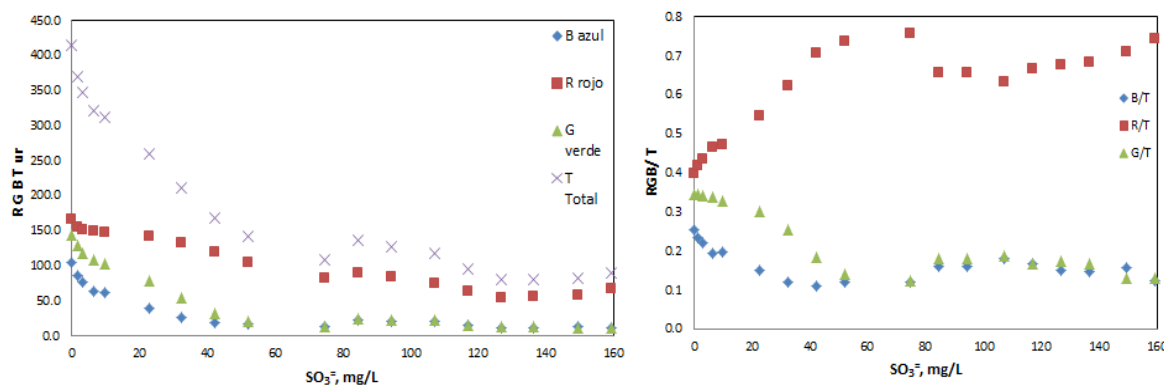 450.0
400.0
350.0
300.0
250.0
200.0
150.0
100.0
50.0
0.0
R G B T ur
0 20 40 60 80 100 120 140 160
SO₃⁼, mg/L
B azul
R rojo
G
verde
T
Total
0.8
0.7
0.6
0.5
0.4
0.3
0.2
0.1
0.0
RGB/ T
0 20 40 60 80 100 120 140 160
SO₃⁼, mg/L
B/T
R/T
G/T